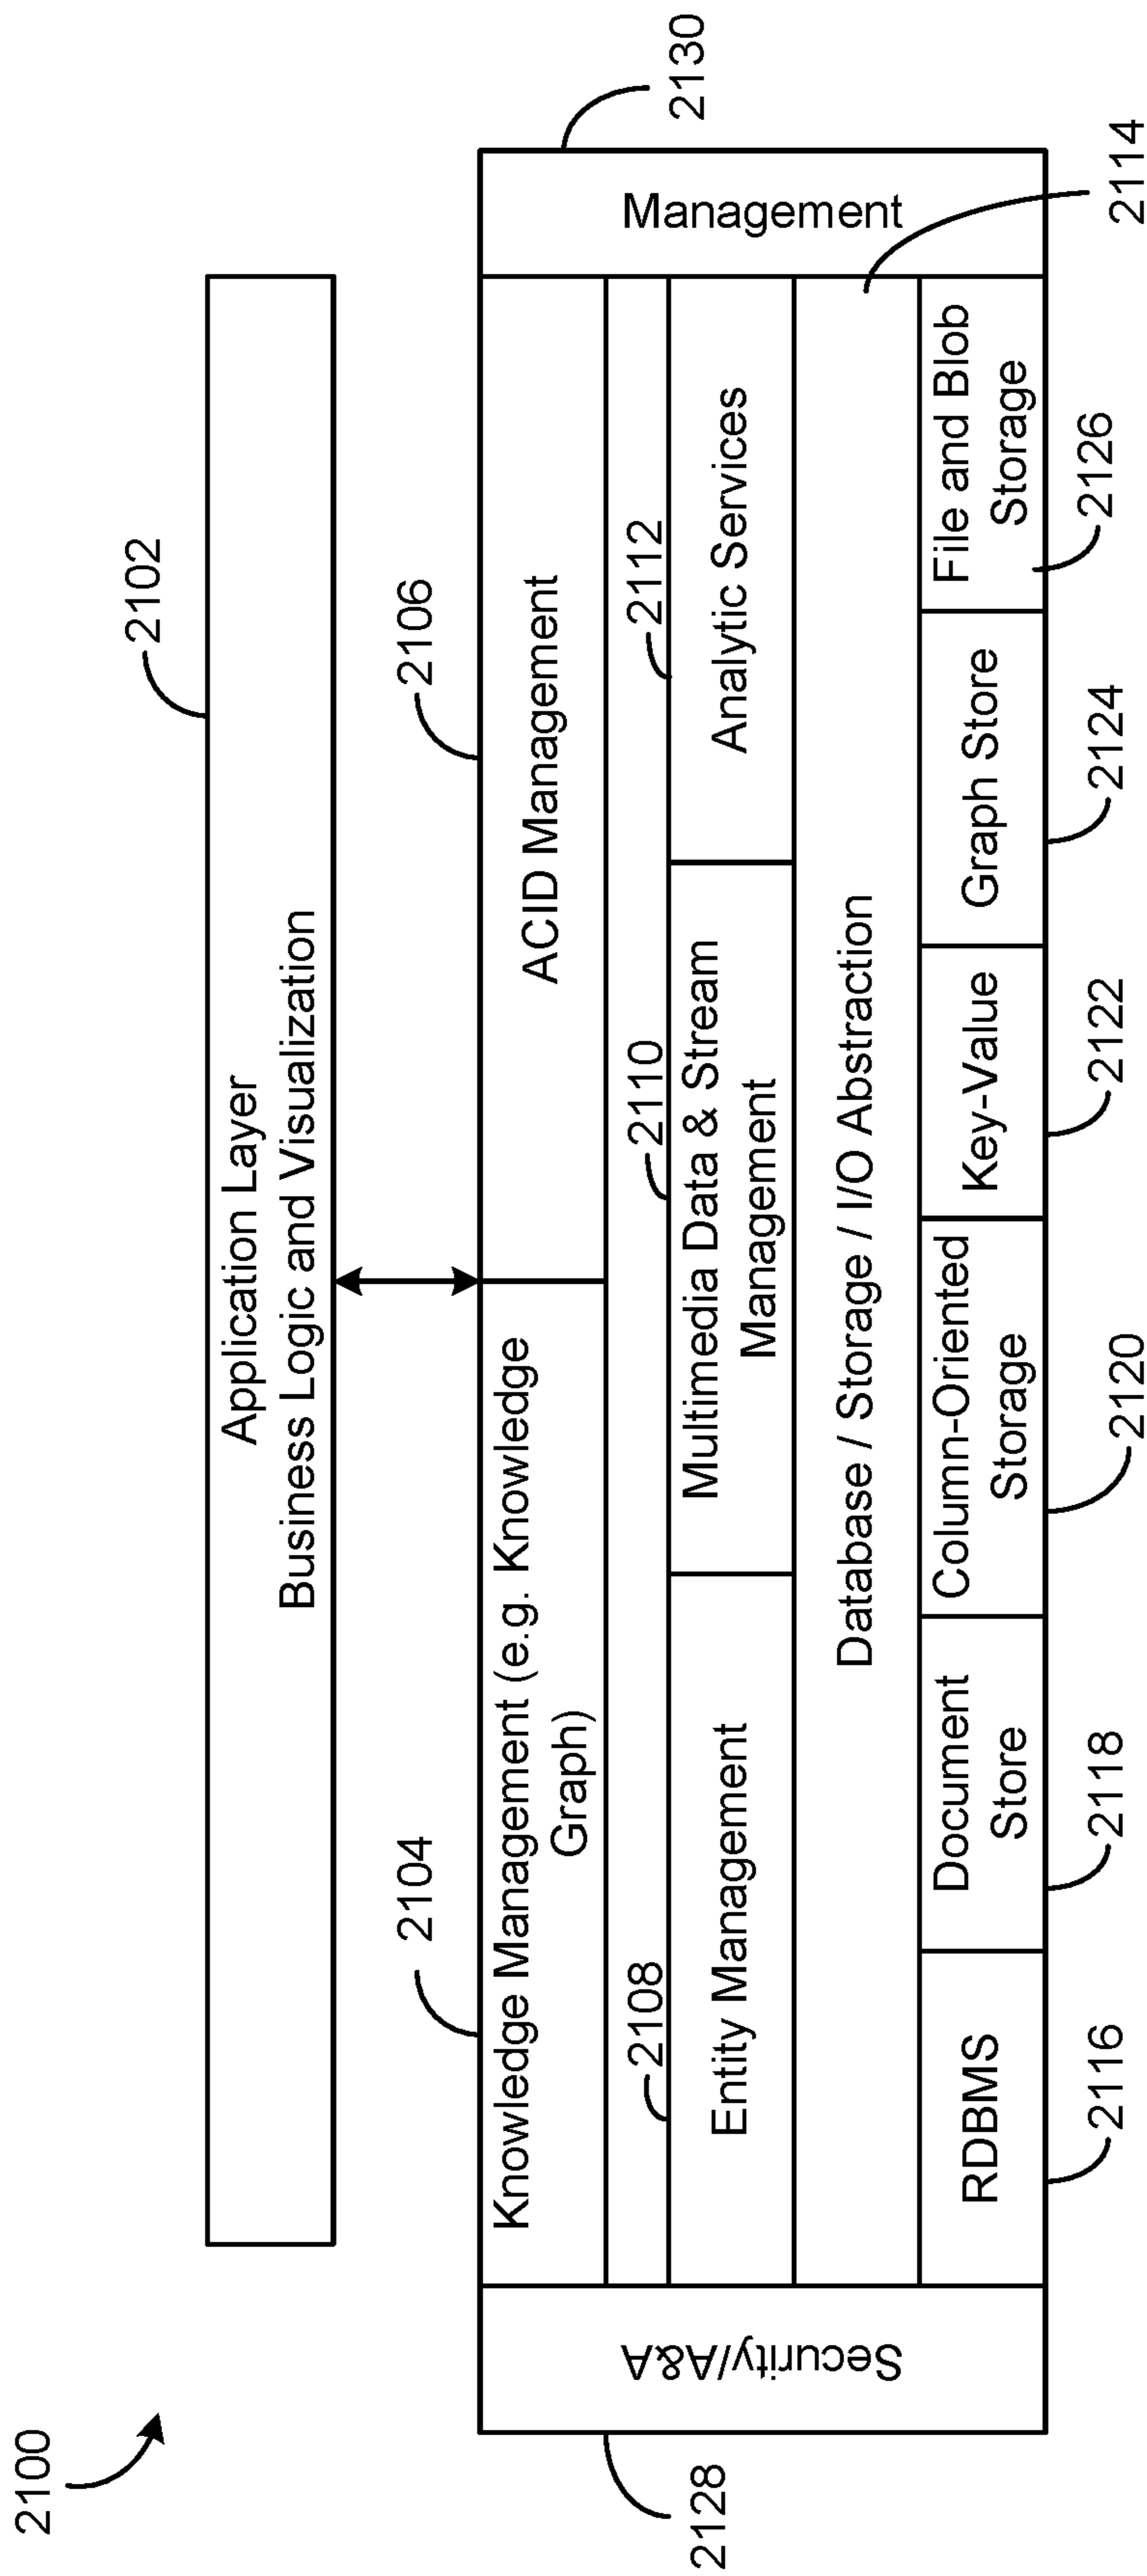 2100
2102
Application Layer
Business Logic and Visualization
2104
2106
Knowledge Management (e.g. Knowledge
Graph)
ACID Management
2108
2110
2112
Entity Management
Multimedia Data & Stream
Management
Analytic Services
Database / Storage / I/O Abstraction
2114
RDBMS
Document
Store
Column-Oriented
Storage
Key-Value
Graph Store
File and Blob
Storage
2116
2118
2120
2122
2124
2126
Security/A&A
2128
Management
2130